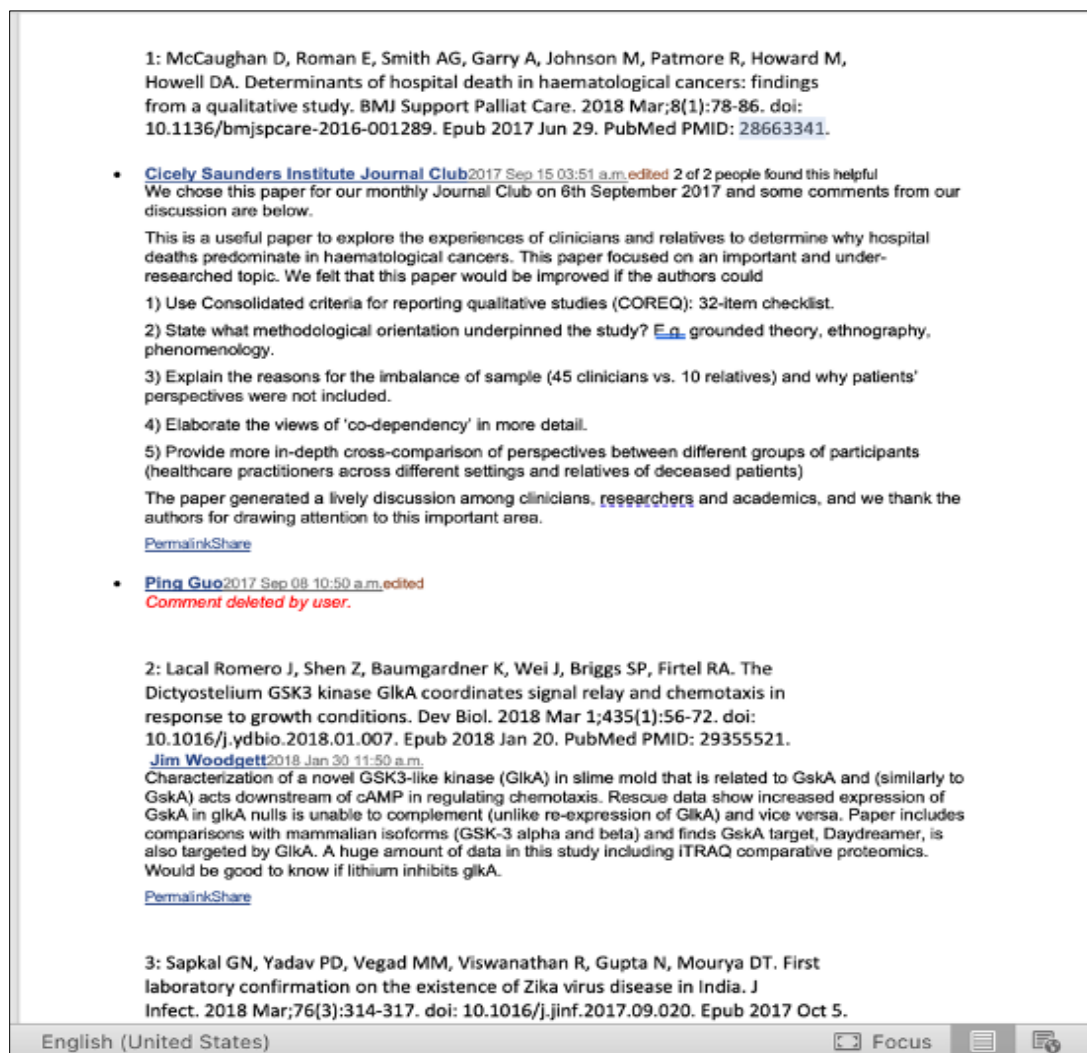 1: McCaughan D, Roman E, Smith AG, Garry A, Johnson M, Patmore R, Howard M,
Howell DA. Determinants of hospital death in haematological cancers: findings
from a qualitative study. BMJ Support Palliat Care. 2018 Mar;8(1):78-86. doi:
10.1136/bmjspcare-2016-001289. Epub 2017 Jun 29. PubMed PMID: 28663341.
• Cicely Saunders Institute Journal Club2017 Sep 15 03:51 a.m.edited 2 of 2 people found this helpful
We chose this paper for our monthly Journal Club on 6th September 2017 and some comments from our
discussion are below.
This is a useful paper to explore the experiences of clinicians and relatives to determine why hospital
deaths predominate in haematological cancers. This paper focused on an important and under-
researched topic. We felt that this paper would be improved if the authors could
1) Use Consolidated criteria for reporting qualitative studies (COREQ): 32-item checklist.
2) State what methodological orientation underpinned the study? E.g. grounded theory, ethnography,
phenomenology.
3) Explain the reasons for the imbalance of sample (45 clinicians vs. 10 relatives) and why patients'
perspectives were not included.
4) Elaborate the views of 'co-dependency' in more detail.
5) Provide more in-depth cross-comparison of perspectives between different groups of participants
(healthcare practitioners across different settings and relatives of deceased patients)
The paper generated a lively discussion among clinicians, researchers and academics, and we thank the
authors for drawing attention to this important area.
PermalinkShare
• Ping Guo2017 Sep 08 10:50 a.m.edited
Comment deleted by user.
2: Lacal Romero J, Shen Z, Baumgardner K, Wei J, Briggs SP, Firtel RA. The
Dictyostelium GSK3 kinase GlkA coordinates signal relay and chemotaxis in
response to growth conditions. Dev Biol. 2018 Mar 1;435(1):56-72. doi:
10.1016/j.ydbio.2018.01.007. Epub 2018 Jan 20. PubMed PMID: 29355521.
Jim Woodgett2018 Jan 30 11:50 a.m.
Characterization of a novel GSK3-like kinase (GlkA) in slime mold that is related to GskA and (similarly to
GskA) acts downstream of cAMP in regulating chemotaxis. Rescue data show increased expression of
GskA in glkA nulls is unable to complement (unlike re-expression of GlkA) and vice versa. Paper includes
comparisons with mammalian isoforms (GSK-3 alpha and beta) and finds GskA target, Daydreamer, is
also targeted by GlkA. A huge amount of data in this study including iTRAQ comparative proteomics.
Would be good to know if lithium inhibits glkA.
PermalinkShare
3: Sapkal GN, Yadav PD, Vegad MM, Viswanathan R, Gupta N, Mourya DT. First
laboratory confirmation on the existence of Zika virus disease in India. J
Infect. 2018 Mar;76(3):314-317. doi: 10.1016/j.jinf.2017.09.020. Epub 2017 Oct 5.
English (United States) Focus